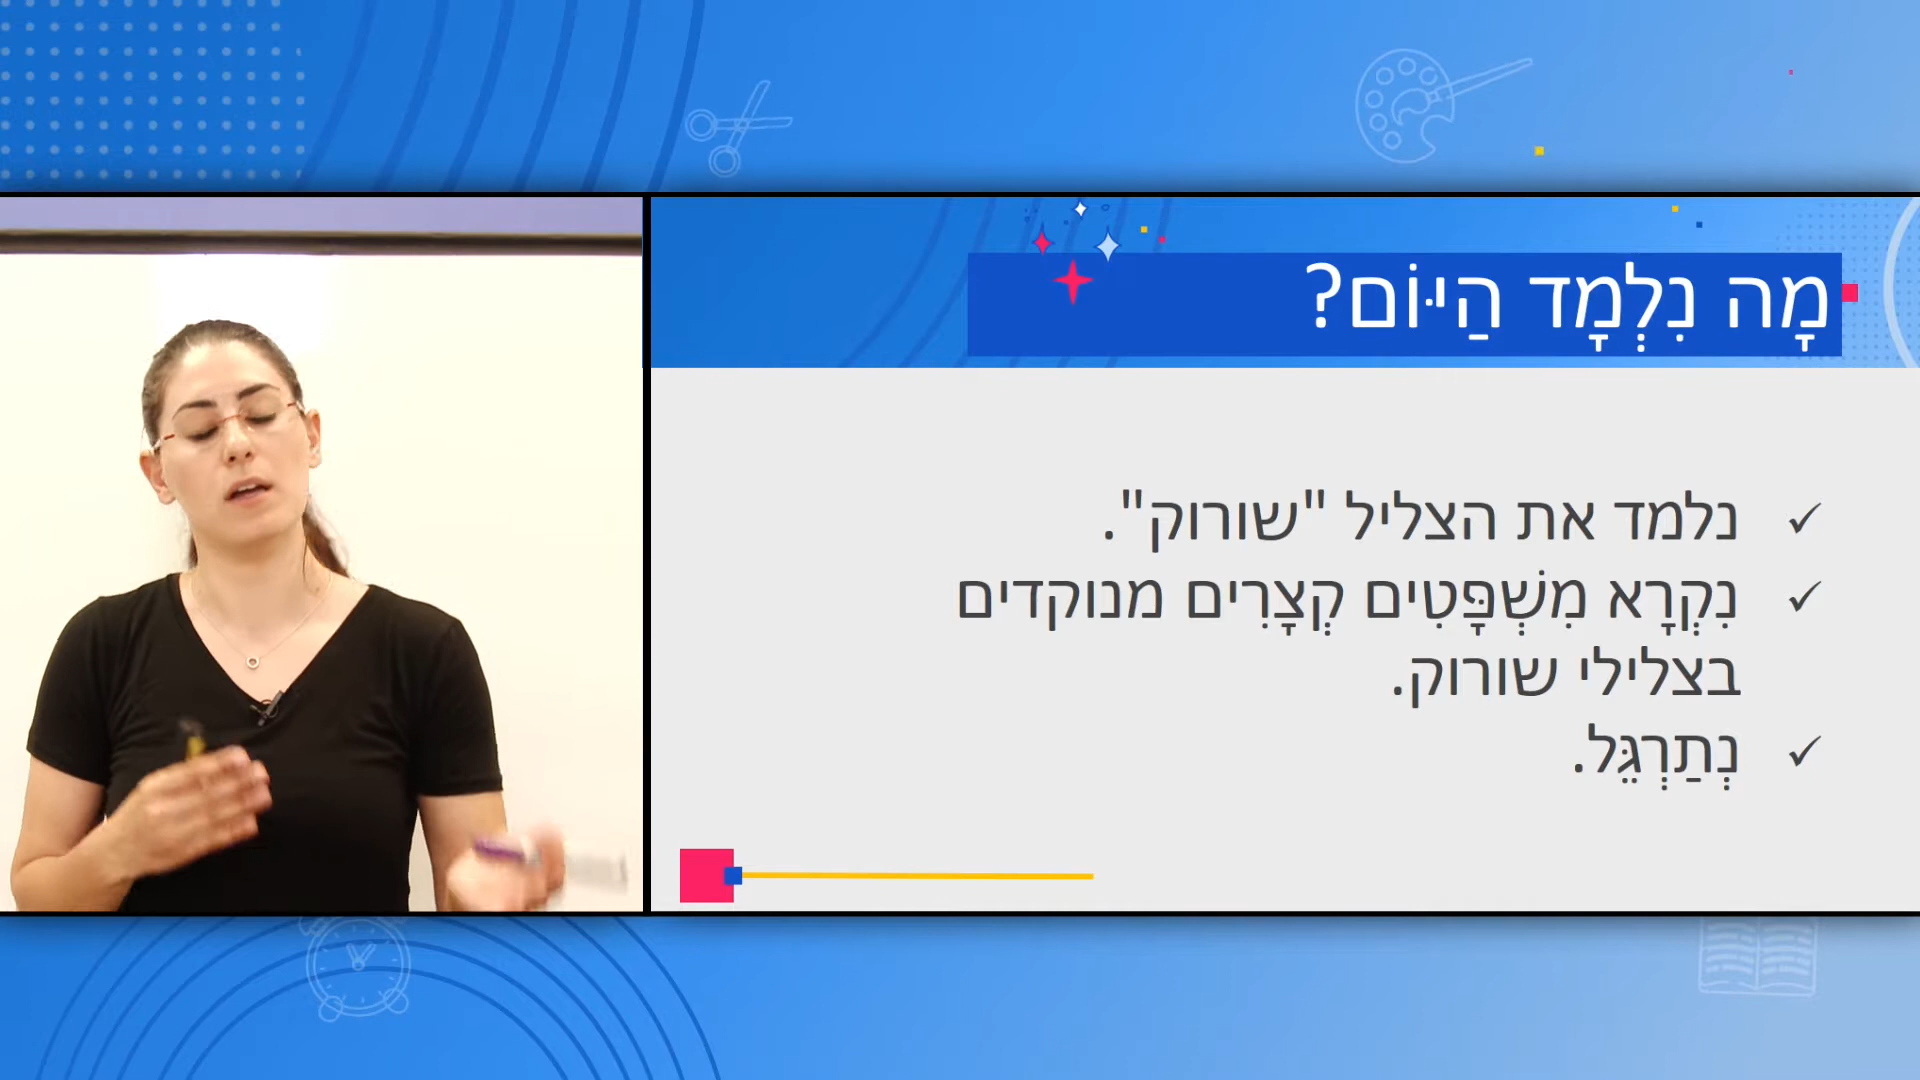 מָה נִלְמָד הַיּוֹם?
✓ נלמד את הצליל "שורוק".
✓ נִקְרָא מִשְׁפָּטִים קְצָרִים מנוקדים
בצלילי שורוק.
✓ נְתַרְגֵּל.